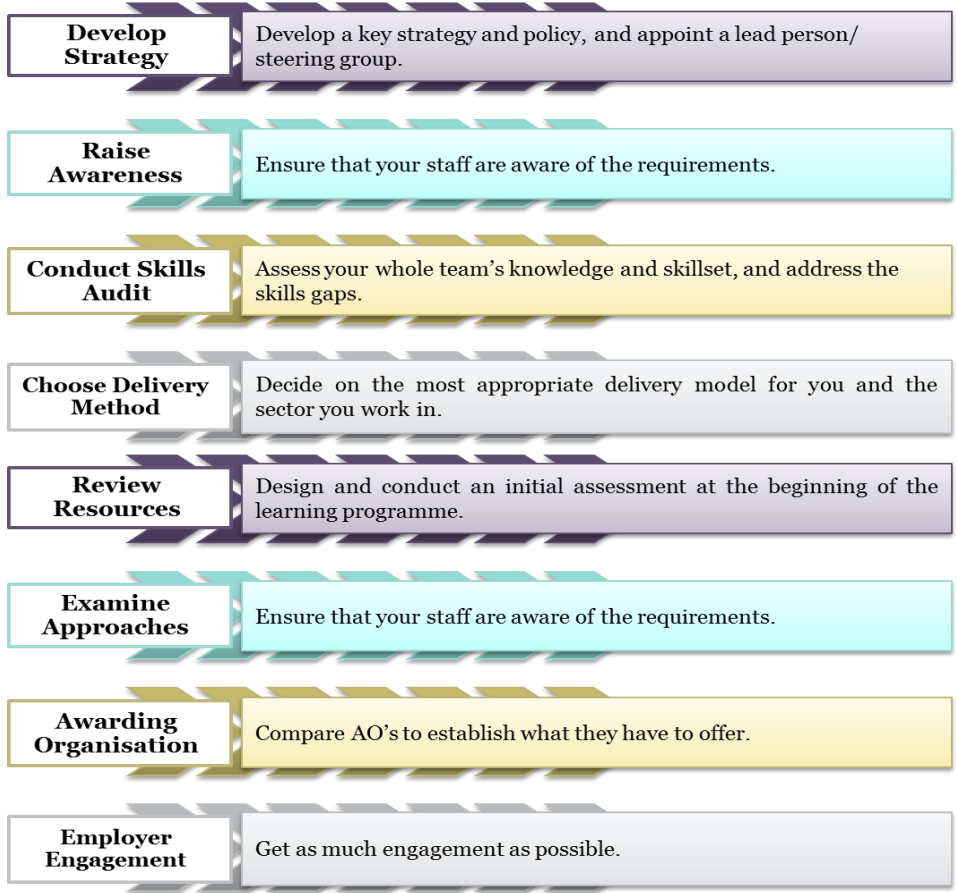 Develop
Strategy
Develop a key strategy and policy, and appoint a lead person/
steering group.
Raise
Awareness
Ensure that your staff are aware of the requirements.
Conduct Skills
Audit
Assess your whole team's knowledge and skillset, and address the
skills gaps.
Choose Delivery
Method
Decide on the most appropriate delivery model for you and the
sector you work in.
Review
Resources
Design and conduct an initial assessment at the beginning of the
learning programme.
Examine
Approaches
Ensure that your staff are aware of the requirements.
Awarding
Organisation
Compare AO's to establish what they have to offer.
Employer
Engagement
Get as much engagement as possible.